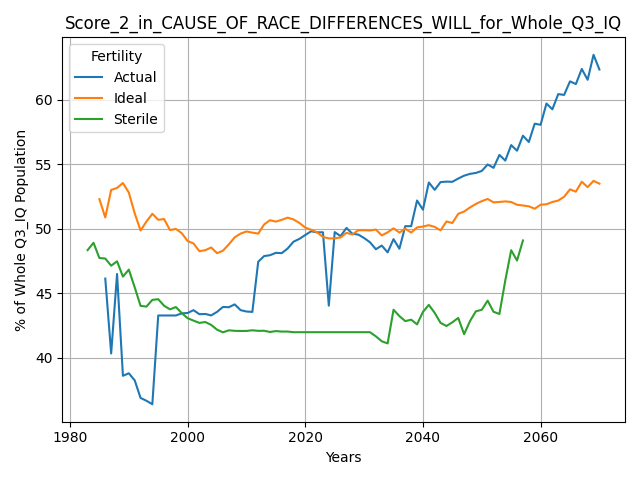 Score_2_in_CAUSE_OF_RACE_DIFFERENCES_WILL_for_Whole_Q3_IQ
Fertility
Actual
Ideal
Sterile
60
55
50
45
40
% of Whole Q3_IQ Population
1980
2000
2020
2040
2060
Years